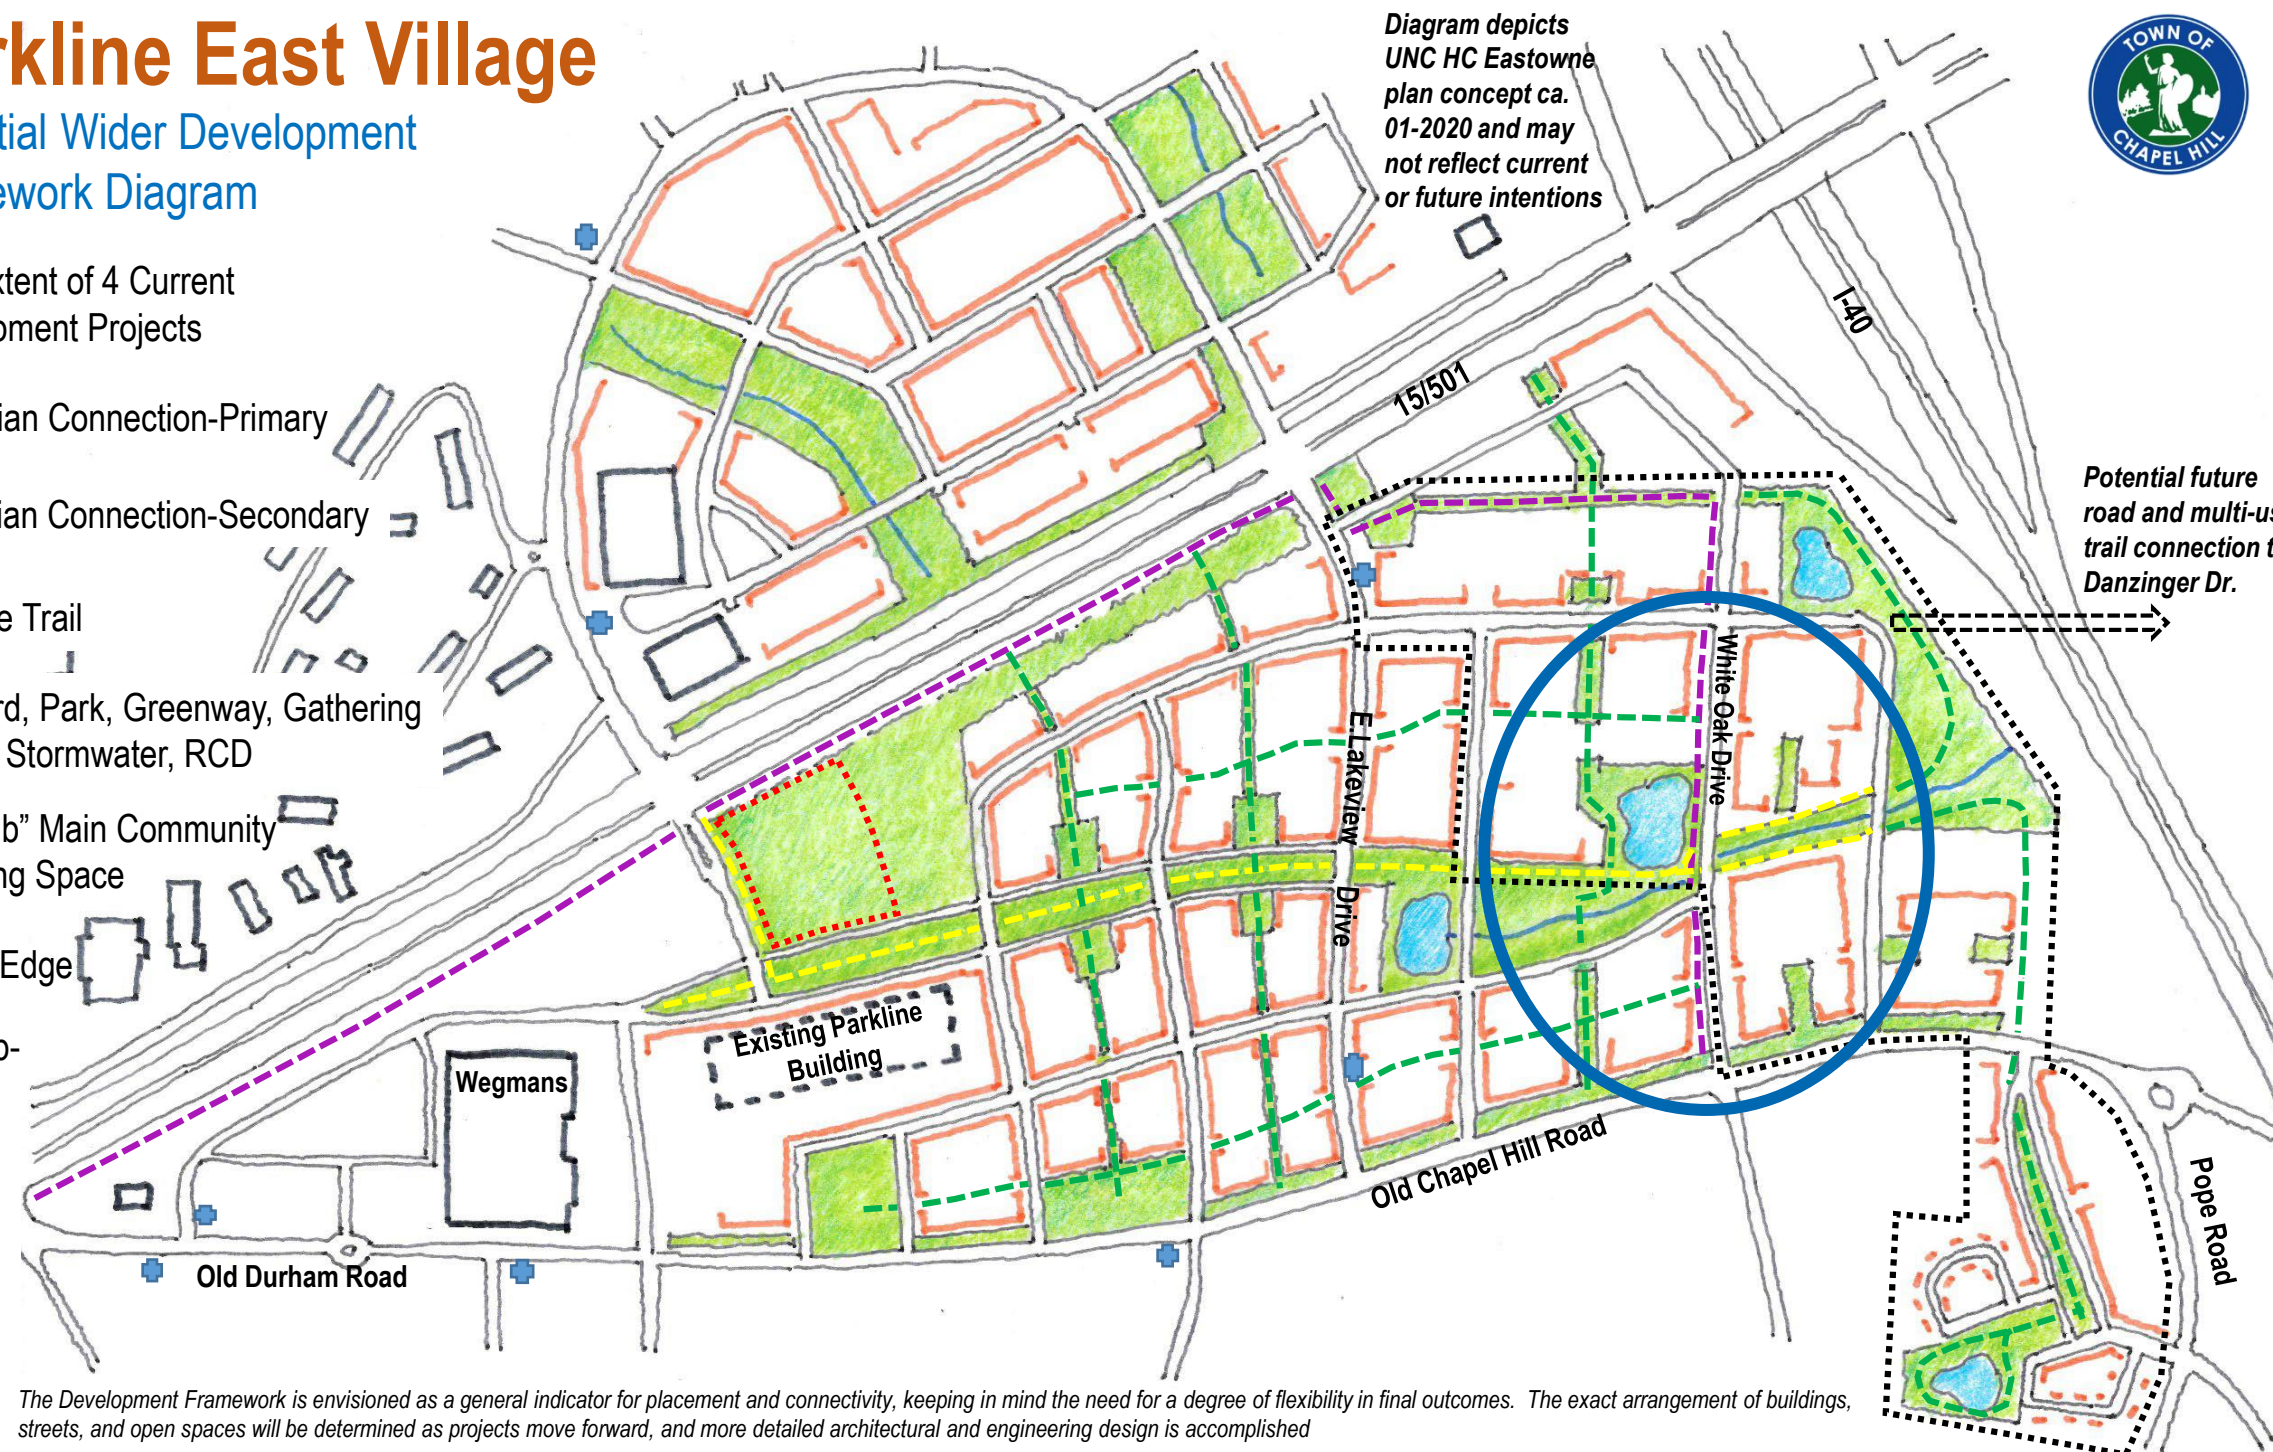 rkline East Village
tial Wider Development
ework Diagram
xtent of 4 Current
pment Projects
ian Connection-Primary
ian Connection-Secondary
e Trail
rd, Park, Greenway, Gathering
Stormwater, RCD
b” Main Community
ng Space
Edge
Diagram depicts
UNC HC Eastowne
plan concept ca.
01-2020 and may
not reflect current
or future intentions
TOWN OF
CHAPEL HILL
I-40
15/501
Potential future
road and multi-us
trail connection t
Danzinger Dr.
White Oak Drive
E Lakeview
Drive
Existing Parkline
Building
Wegmans
Old Chapel Hill Road
Pope Road
Old Durham Road
The Development Framework is envisioned as a general indicator for placement and connectivity, keeping in mind the need for a degree of flexibility in final outcomes. The exact arrangement of buildings,
streets, and open spaces will be determined as projects move forward, and more detailed architectural and engineering design is accomplished